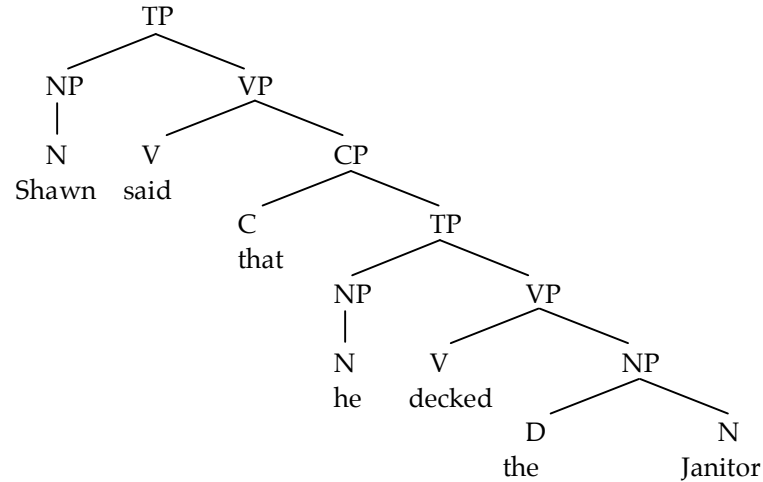 TP
NP VP
N V CP
Shawn said
C TP
that
NP VP
N V NP
he decked
D N
the Janitor